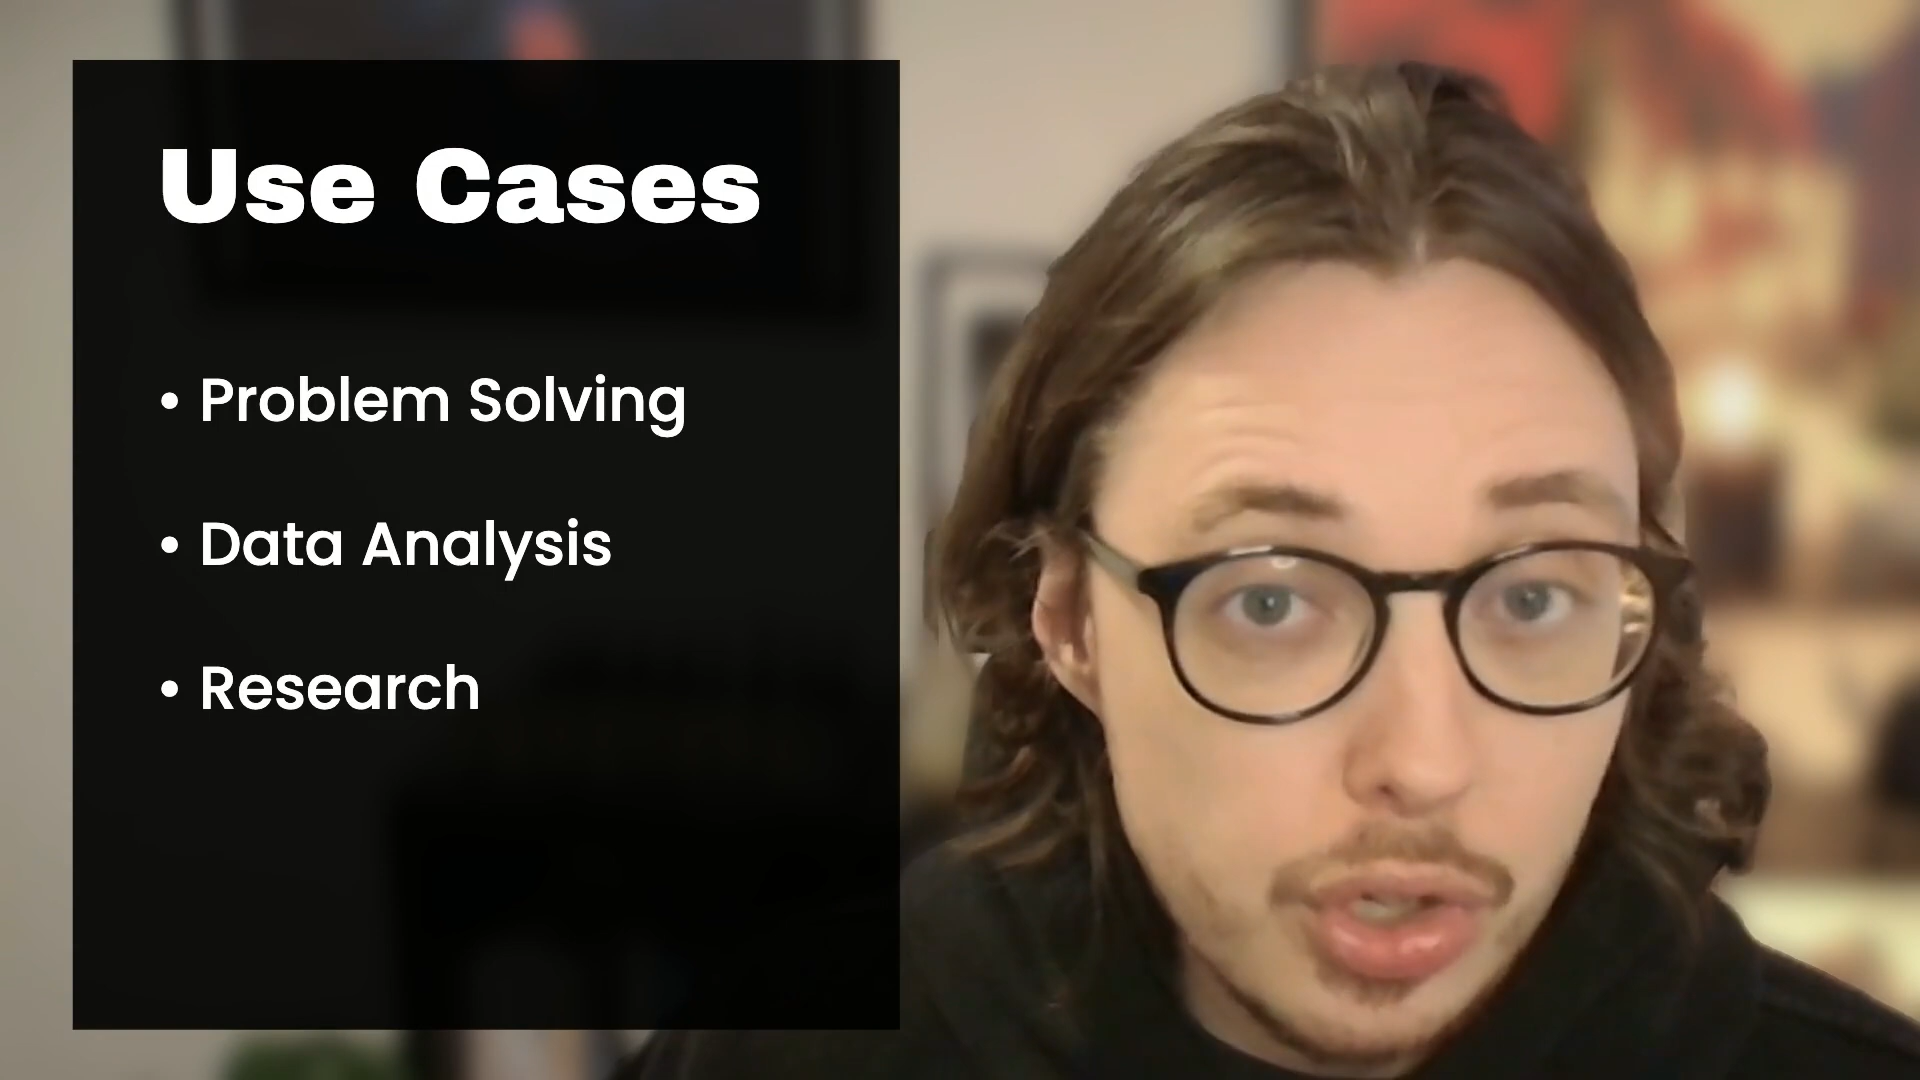 Use Cases
• Problem Solving
• Data Analysis
• Research